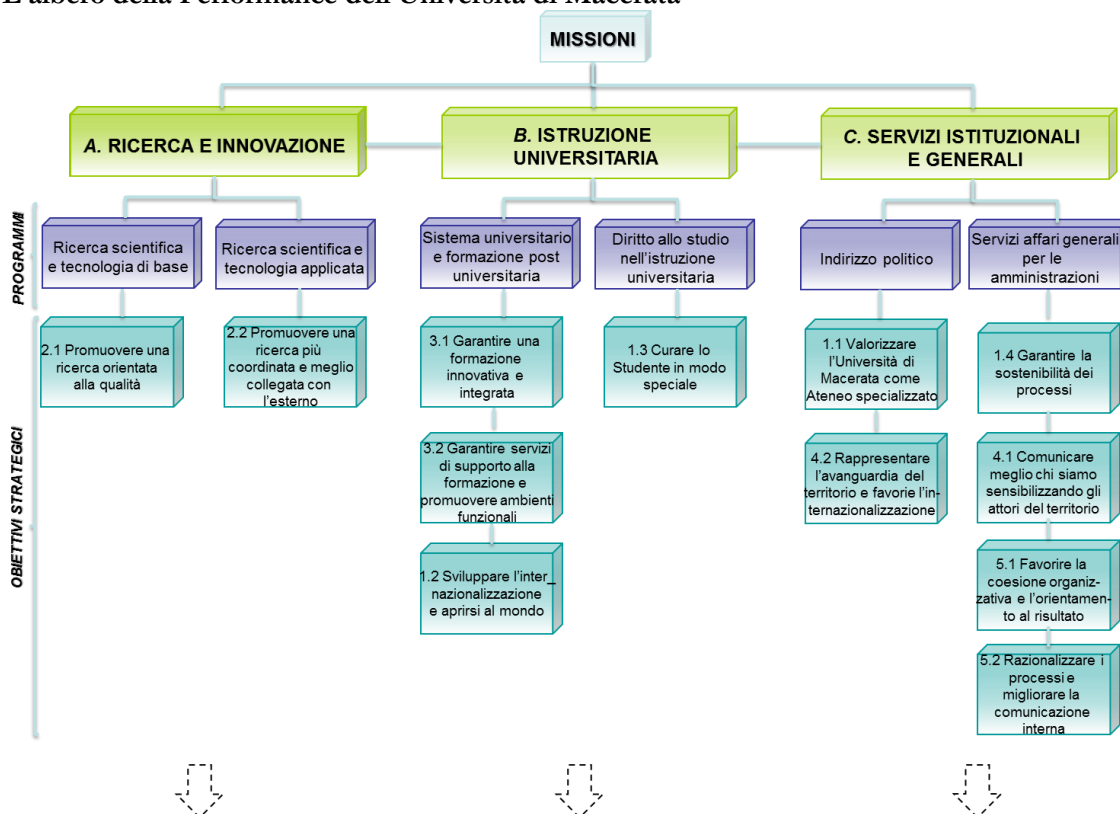 L'albero della Performance dell'Università di Macerata
MISSIONI
A. RICERCA E INNOVAZIONE
B. ISTRUZIONE
UNIVERSITARIA
C. SERVIZI ISTITUZIONALI
E GENERALI
PROGRAMMI
Ricerca scientifica
e tecnologia di base
Ricerca scientifica e
tecnologia applicata
Sistema universitario
e formazione post
universitaria
Diritto allo studio
nell'istruzione
universitaria
Indirizzo politico
Servizi affari generali
per le
amministrazioni
OBIETTIVI STRATEGICI
2.1 Promuovere una
ricerca orientata
alla qualità
2.2 Promuovere una
ricerca più
coordinata e meglio
collegata con
l'esterno
3.1 Garantire una
formazione
innovativa e
integrata
1.3 Curare lo
Studente in modo
speciale
1.1 Valorizzare
l'Università di
Macerata come
Ateneo specializzato
1.4 Garantire la
sostenibilità dei
processi
3.2 Garantire servizi
di supporto alla
formazione e
promuovere ambienti
funzionali
4.2 Rappresentare
l'avanguardia del
territorio e favorie l'in-
ternazionalizzazione
4.1 Comunicare
meglio chi siamo
sensibilizzando gli
attori del territorio
1.2 Sviluppare l'inter_
nazionalizzazione
e aprirsi al mondo
5.1 Favorire la
coesione organiz-
zativa e l'orientamen-
to al risultato
5.2 Razionalizzare i
processi e
migliorare la
comunicazione
interna